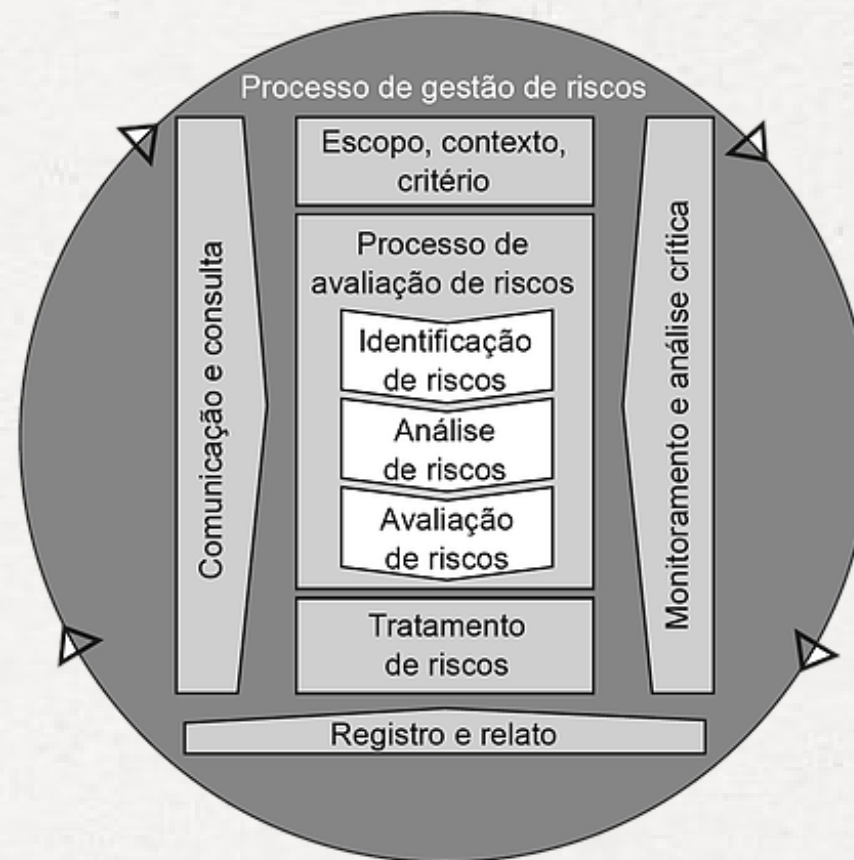 Processo de gestão de riscos
Escopo, contexto,
critério
Processo de
avaliação de riscos
Identificação
de riscos
Análise
de riscos
Avaliação
de riscos
Tratamento
de riscos
Comunicação e consulta
Monitoramento e análise crítica
Registro e relato